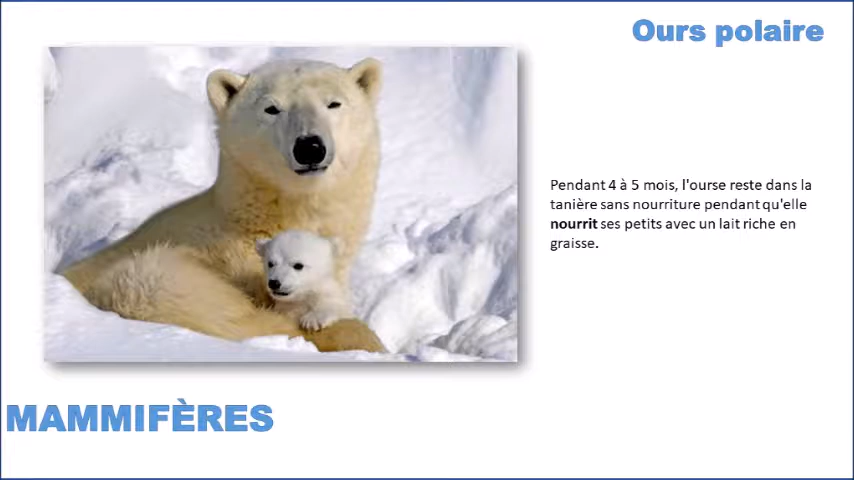 Ours polaire
Pendant 4 à 5 mois, l'ourse reste dans la
tanière sans nourriture pendant qu'elle
nourrit ses petits avec un lait riche en
graisse.
MAMMIFÈRES